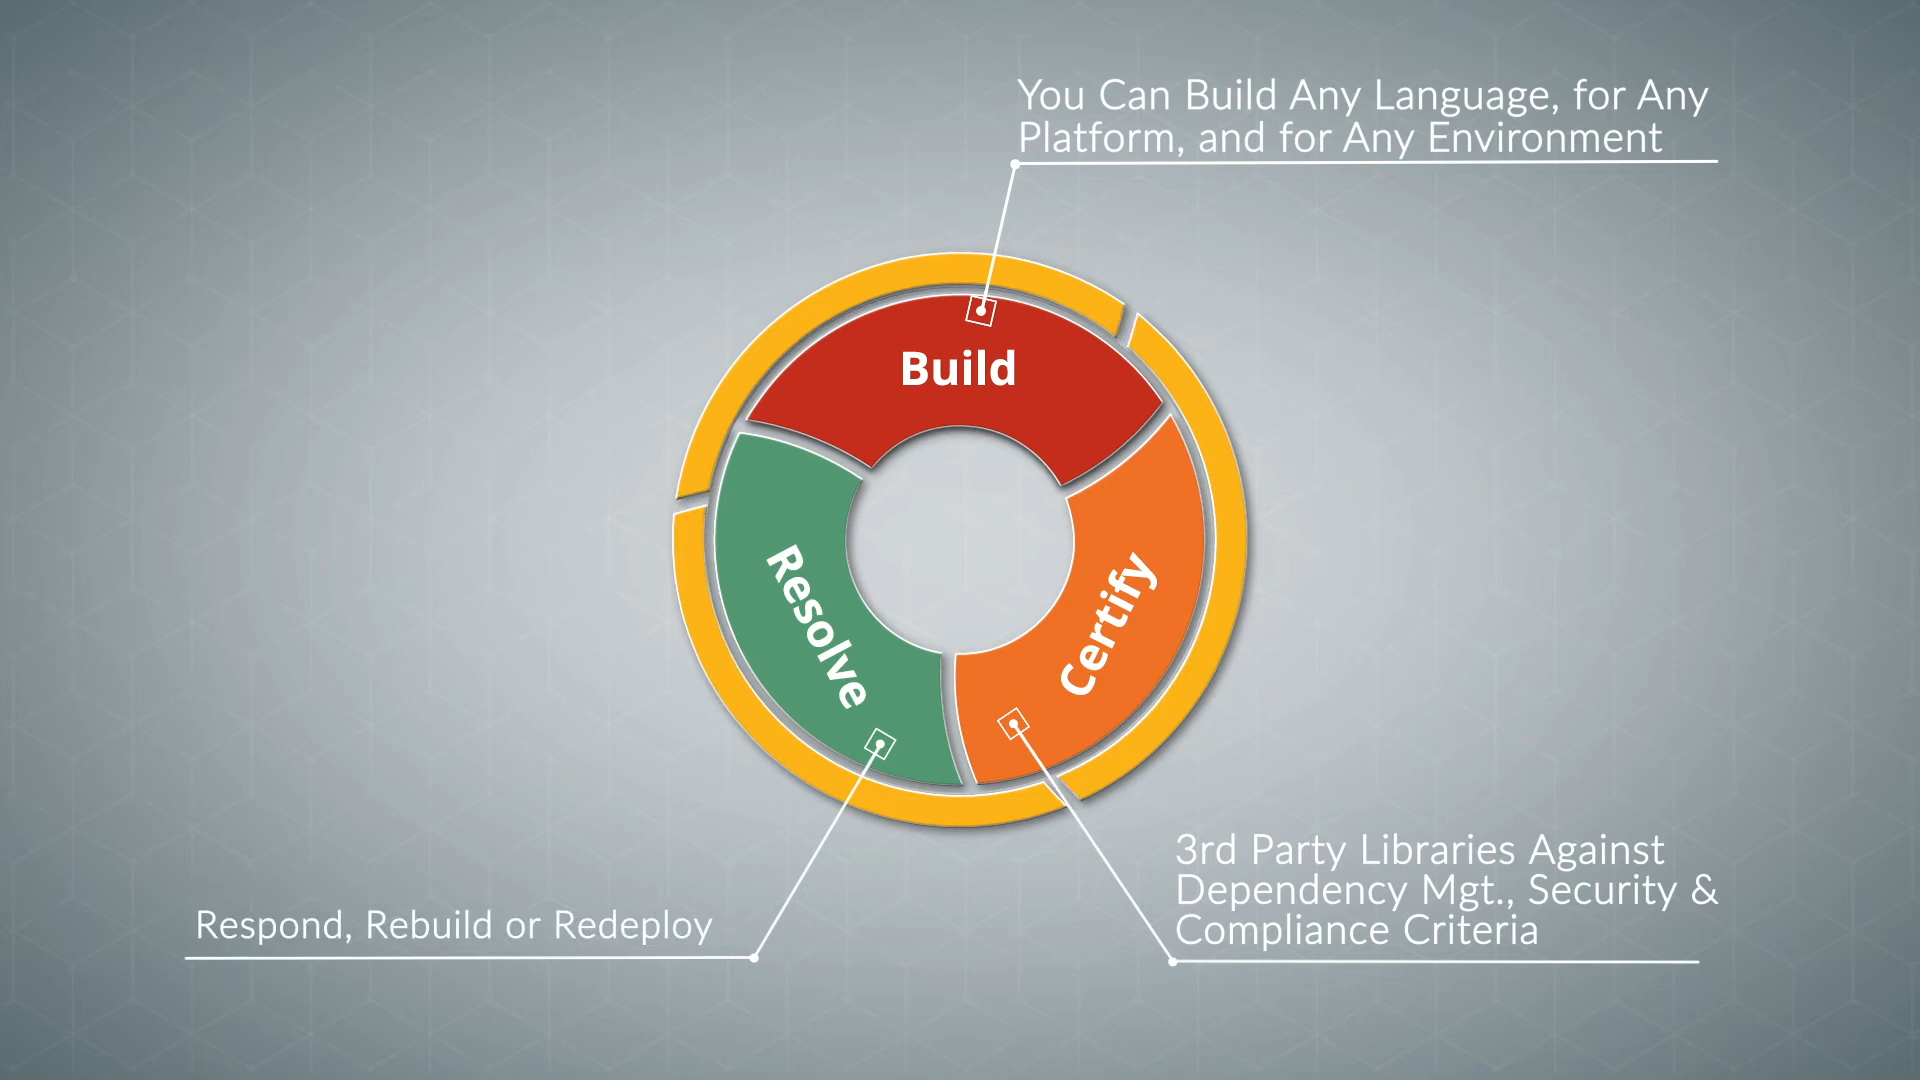 You Can Build Any Language, for Any
Platform, and for Any Environment
Build
Resolve
Certify
3rd Party Libraries Against
Dependency Mgt., Security &
Compliance Criteria
Respond, Rebuild or Redeploy